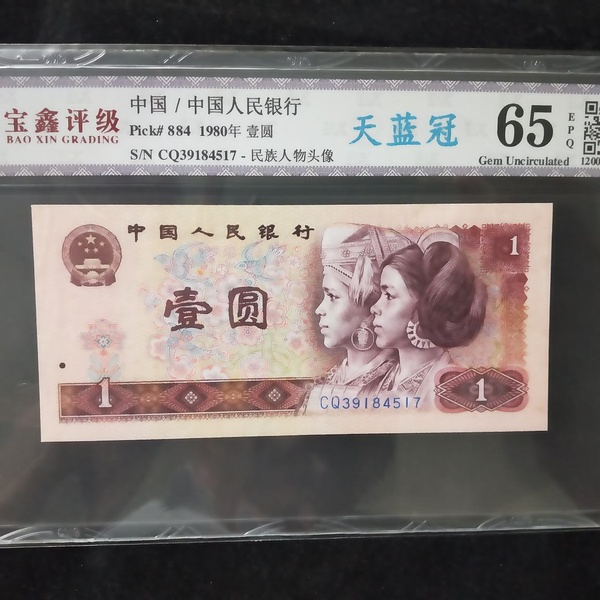 宝鑫评级
BAO XIN GRADING
中国 / 中国人民银行
Pick# 884 1980年 壹圆
S/N CQ39184517 - 民族人物头像
天蓝冠
65
Gem Uncirculated
EPQ
1200
中国人民银行
1
壹圆
1
CQ39184517
1